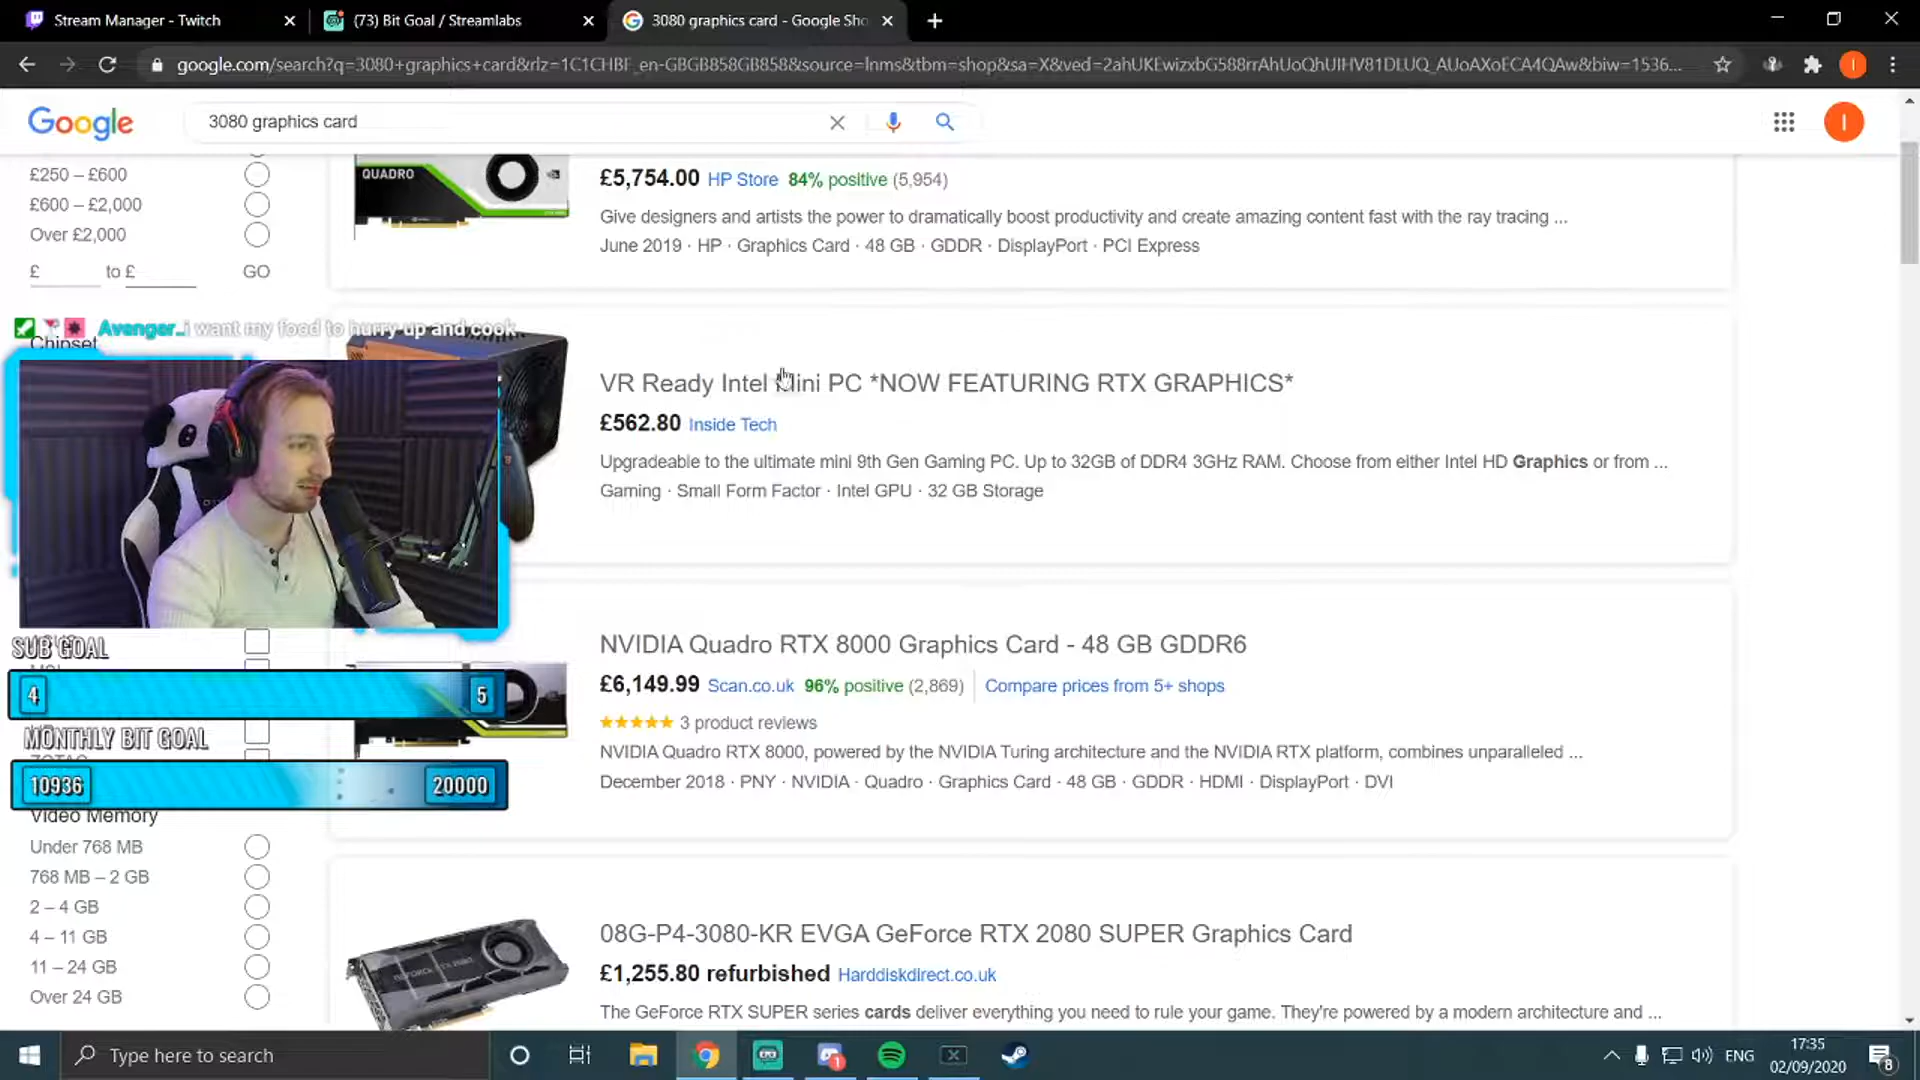 Stream Manager - Twitch
(73) Bit Goal / Streamlabs
3080 graphics card - Google Sho
google.com/search?q=3080+graphics+card&rlz=1C1CHBF_en-GBGB858GB858&source=lnms&tbm=shop&sa=X&ved=2ahUKEwizxbG588rrAhUoQhUIHV81DLUQ_AUoAXoECA4QAw&biw=1536...
Google
3080 graphics card
£250 – £600
£600 – £2,000
Over £2,000
£ to £ GO
QUADRO
£5,754.00 HP Store 84% positive (5,954)
Give designers and artists the power to dramatically boost productivity and create amazing content fast with the ray tracing ...
June 2019 · HP · Graphics Card · 48 GB · GDDR · DisplayPort · PCI Express
Avenger.. i want my food to hurry up and cook
Chipset
VR Ready Intel Mini PC *NOW FEATURING RTX GRAPHICS*
£562.80 Inside Tech
Upgradeable to the ultimate mini 9th Gen Gaming PC. Up to 32GB of DDR4 3GHz RAM. Choose from either Intel HD Graphics or from ...
Gaming · Small Form Factor · Intel GPU · 32 GB Storage
SUB GOAL
4 5
MONTHLY BIT GOAL
10936 20000
NVIDIA Quadro RTX 8000 Graphics Card - 48 GB GDDR6
£6,149.99 Scan.co.uk 96% positive (2,869) Compare prices from 5+ shops
3 product reviews
NVIDIA Quadro RTX 8000, powered by the NVIDIA Turing architecture and the NVIDIA RTX platform, combines unparalleled ...
December 2018 · PNY · NVIDIA · Quadro · Graphics Card · 48 GB · GDDR · HDMI · DisplayPort · DVI
Video Memory
Under 768 MB
768 MB – 2 GB
2 – 4 GB
4 – 11 GB
11 – 24 GB
Over 24 GB
08G-P4-3080-KR EVGA GeForce RTX 2080 SUPER Graphics Card
£1,255.80 refurbished Harddiskdirect.co.uk
The GeForce RTX SUPER series cards deliver everything you need to rule your game. They're powered by a modern architecture and ...
Type here to search
1
ENG
17:35
02/09/2020
8